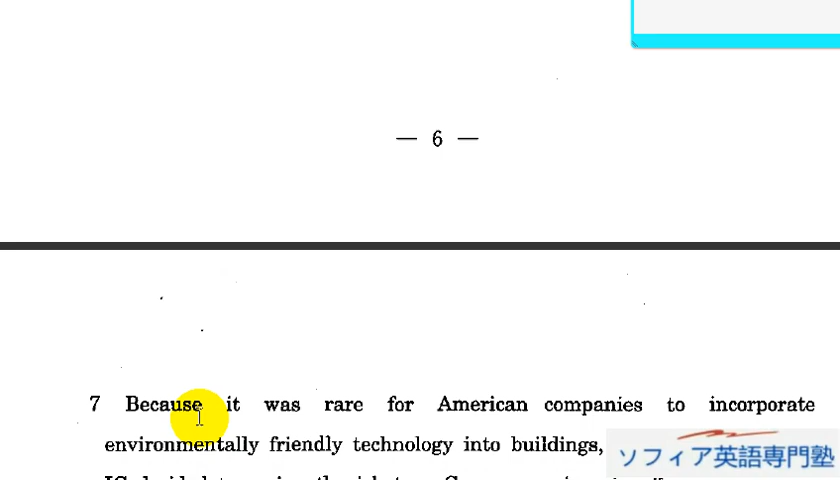 — 6 —
7 Because it was rare for American companies to incorporate
environmentally friendly technology into buildings,
ソフィア英語専門塾